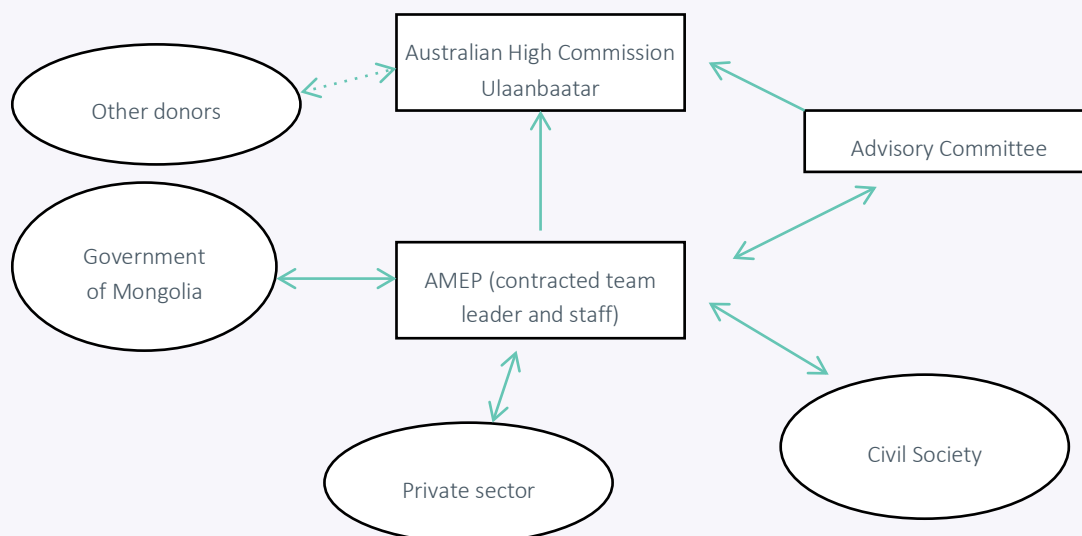 Australian High Commission
Ulaanbaatar
Other donors
Advisory Committee
Government
of Mongolia
AMEP (contracted team
leader and staff)
Civil Society
Private sector